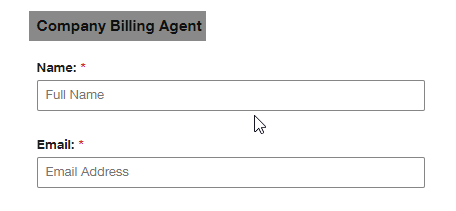 Company Billing Agent
Name: *
Full Name
Email: *
Email Address